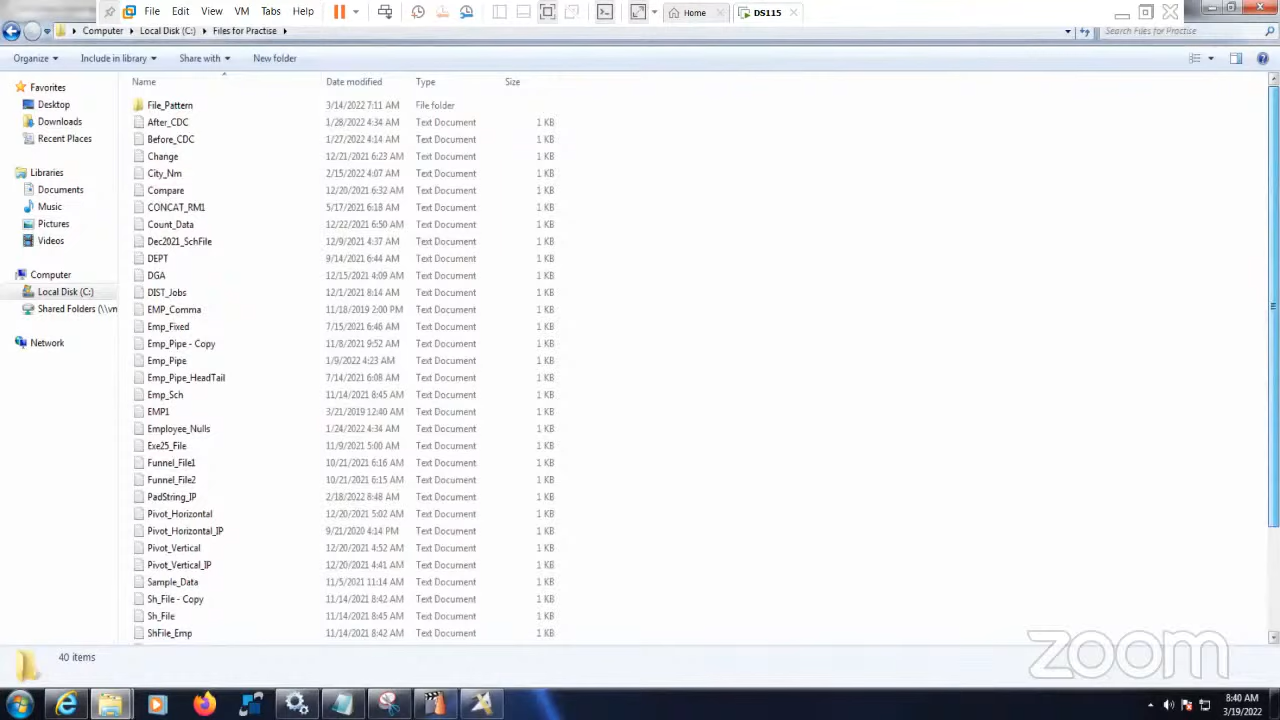 File Edit View VM Tabs Help Home DS115
Computer Local Disk (C:) Files for Practise Search Files for Practise
Organize Include in library Share with New folder
Name Date modified Type Size
Favorites
Desktop
Downloads
Recent Places
Libraries
Documents
Music
Pictures
Videos
Computer
Local Disk (C:)
Shared Folders (\\vn
Network
File_Pattern 3/14/2022 7:11 AM File folder
After_CDC 1/28/2022 4:34 AM Text Document 1 KB
Before_CDC 1/27/2022 4:14 AM Text Document 1 KB
Change 12/21/2021 6:23 AM Text Document 1 KB
City_Nm 2/15/2022 4:07 AM Text Document 1 KB
Compare 12/20/2021 6:32 AM Text Document 1 KB
CONCAT_RM1 5/17/2021 6:18 AM Text Document 1 KB
Count_Data 12/22/2021 6:50 AM Text Document 1 KB
Dec2021_SchFile 12/9/2021 4:37 AM Text Document 1 KB
DEPT 9/14/2021 6:44 AM Text Document 1 KB
DGA 12/15/2021 4:09 AM Text Document 1 KB
DIST_Jobs 12/1/2021 8:14 AM Text Document 1 KB
EMP_Comma 11/18/2019 2:00 PM Text Document 1 KB
Emp_Fixed 7/15/2021 6:46 AM Text Document 1 KB
Emp_Pipe - Copy 11/8/2021 9:52 AM Text Document 1 KB
Emp_Pipe 1/9/2022 4:23 AM Text Document 1 KB
Emp_Pipe_HeadTail 7/14/2021 6:08 AM Text Document 1 KB
Emp_Sch 11/14/2021 8:45 AM Text Document 1 KB
EMP1 3/21/2019 12:40 AM Text Document 1 KB
Employee_Nulls 1/24/2022 4:34 AM Text Document 1 KB
Exe25_File 11/9/2021 5:00 AM Text Document 1 KB
Funnel_File1 10/21/2021 6:16 AM Text Document 1 KB
Funnel_File2 10/21/2021 6:15 AM Text Document 1 KB
PadString_IP 2/18/2022 8:48 AM Text Document 1 KB
Pivot_Horizontal 12/20/2021 5:02 AM Text Document 1 KB
Pivot_Horizontal_IP 9/21/2020 4:14 PM Text Document 1 KB
Pivot_Vertical 12/20/2021 4:52 AM Text Document 1 KB
Pivot_Vertical_IP 12/20/2021 4:41 AM Text Document 1 KB
Sample_Data 11/5/2021 11:14 AM Text Document 1 KB
Sh_File - Copy 11/14/2021 8:42 AM Text Document 1 KB
Sh_File 11/14/2021 8:45 AM Text Document 1 KB
ShFile_Emp 11/14/2021 8:42 AM Text Document 1 KB
40 items
zoom
8:40 AM
3/19/2022